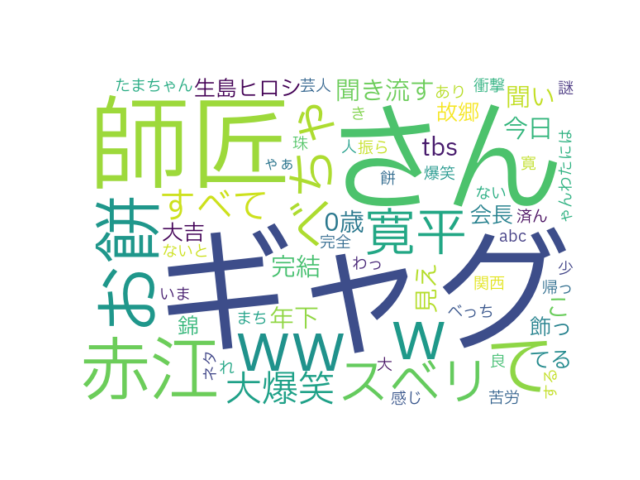 たまちゃん
生島ヒロシ
芸人
聞き流す
あり
衝撃
謎
師匠
べちゃ
さん
き
故郷
聞い
珠
人
振ら
tbs
今日
ゃんわたには
お餅
すべて
ゃぁ
餅
爆笑
ない
寛
大吉
0歳
寛平
会長
済ん
ないと
完全
abc
ギャグ
完結
わっ
見え
関西
少
いま
錦
まち
年下
べっち
こ
帰っ
飾っ
赤江
ネタ
れ
ww
w
て
てる
大爆笑
大
スベリ
良
する
感じ
苦労